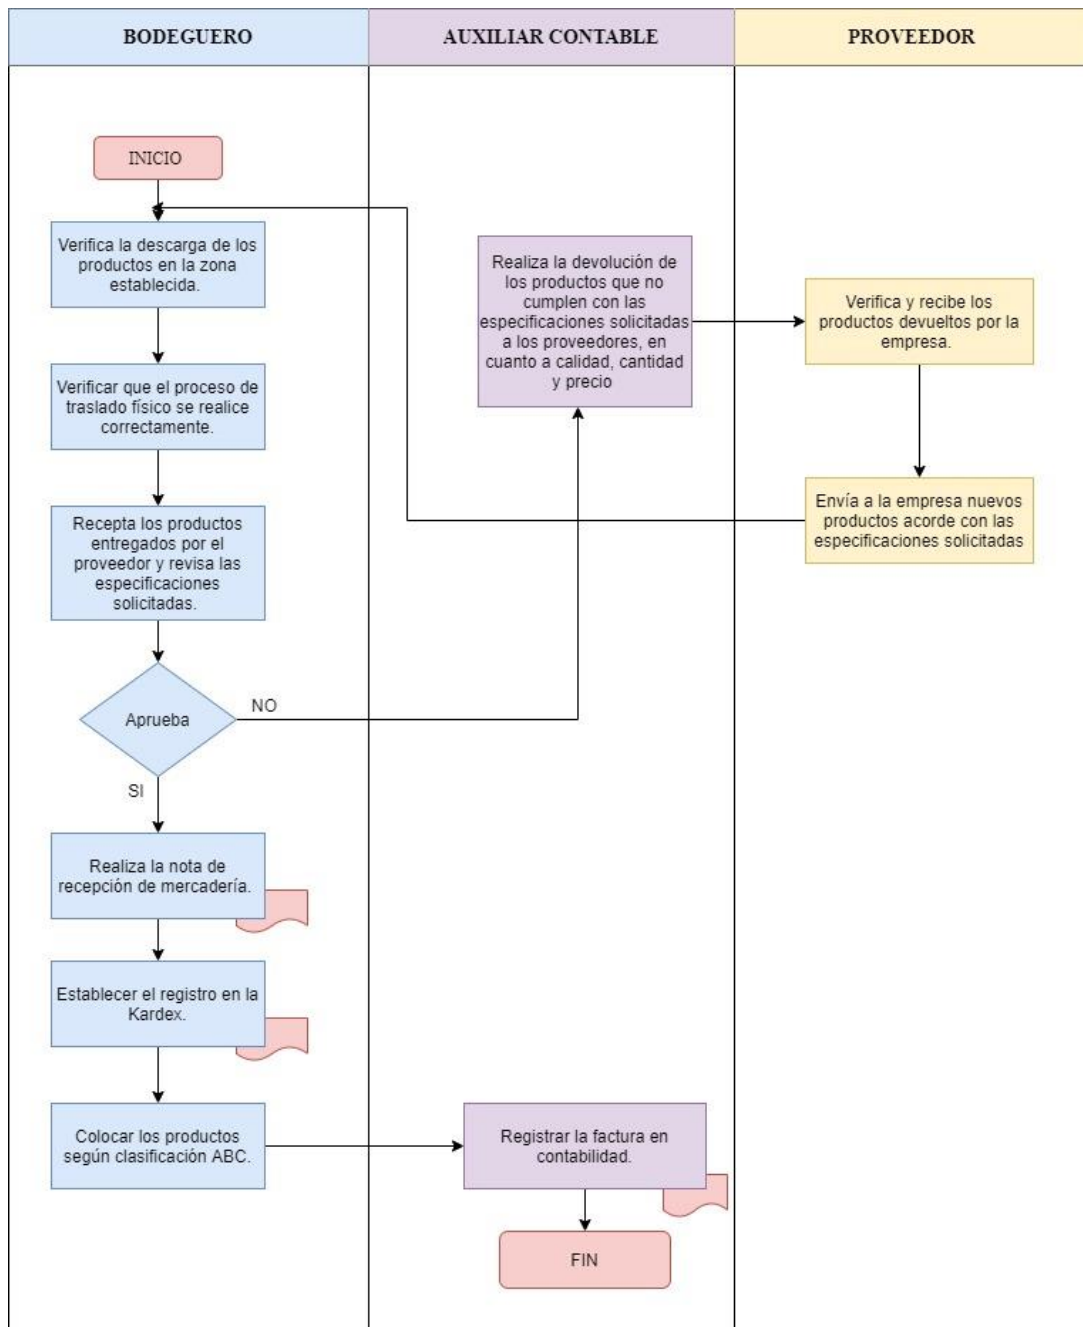 BODEGUERO
AUXILIAR CONTABLE
PROVEEDOR
INICIO
Verifica la descarga de los
productos en la zona
establecida.
Verificar que el proceso de
traslado físico se realice
correctamente.
Recepta los productos
entregados por el
proveedor y revisa las
especificaciones
solicitadas.
Aprueba
NO
SI
Realiza la devolución de
los productos que no
cumplen con las
especificaciones solicitadas
a los proveedores, en
cuanto a calidad, cantidad
y precio
Verifica y recibe los
productos devueltos por la
empresa.
Envía a la empresa nuevos
productos acorde con las
especificaciones solicitadas
Realiza la nota de
recepción de mercadería.
Establecer el registro en la
Kardex.
Colocar los productos
según clasificación ABC.
Registrar la factura en
contabilidad.
FIN